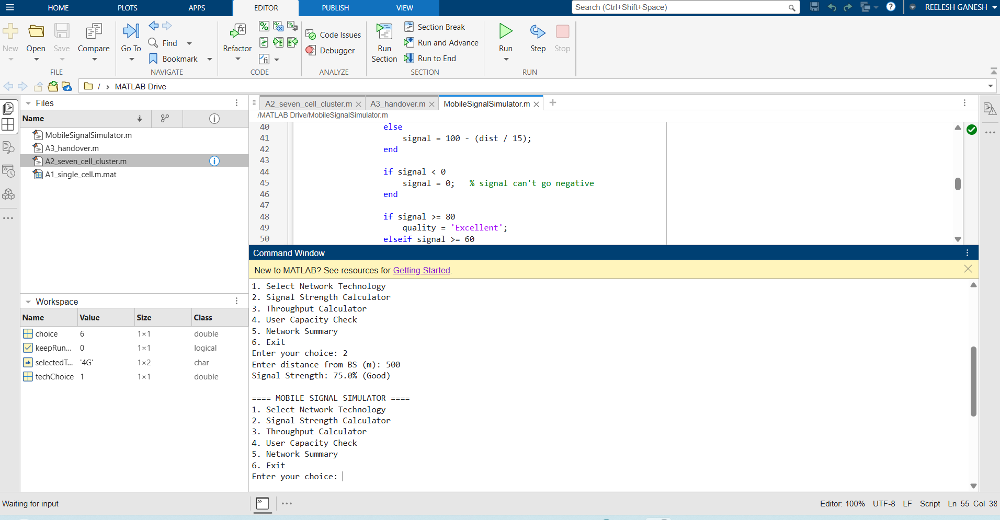 HOME PLOTS APPS EDITOR PUBLISH VIEW Search (Ctrl+Shift+Space) REELESH GANESH
New Open Save Compare
FILE
Go To Find Bookmark
NAVIGATE
Refactor
CODE
Code Issues
Debugger
ANALYZE
Run Section
Section Break
Run and Advance
Run to End
SECTION
Run Step Stop
RUN
/ › MATLAB Drive
Files
Name
MobileSignalSimulator.m
A3_handover.m
A2_seven_cell_cluster.m
A1_single_cell.m.mat
Workspace
Name Value Size Class
choice 6 1×1 double
keepRun... 0 1×1 logical
selectedT... '4G' 1×2 char
techChoice 1 1×1 double
A2_seven_cell_cluster.m A3_handover.m MobileSignalSimulator.m
/MATLAB Drive/MobileSignalSimulator.m
40 else
41 signal = 100 - (dist / 15);
42 end
43
44 if signal < 0
45 signal = 0; % signal can't go negative
46 end
47
48 if signal >= 80
49 quality = 'Excellent';
50 elseif signal >= 60
Command Window
New to MATLAB? See resources for Getting Started.
1. Select Network Technology
2. Signal Strength Calculator
3. Throughput Calculator
4. User Capacity Check
5. Network Summary
6. Exit
Enter your choice: 2
Enter distance from BS (m): 500
Signal Strength: 75.0% (Good)
==== MOBILE SIGNAL SIMULATOR ====
1. Select Network Technology
2. Signal Strength Calculator
3. Throughput Calculator
4. User Capacity Check
5. Network Summary
6. Exit
Enter your choice:
Waiting for input
Editor: 100% UTF-8 LF Script Ln 55 Col 38